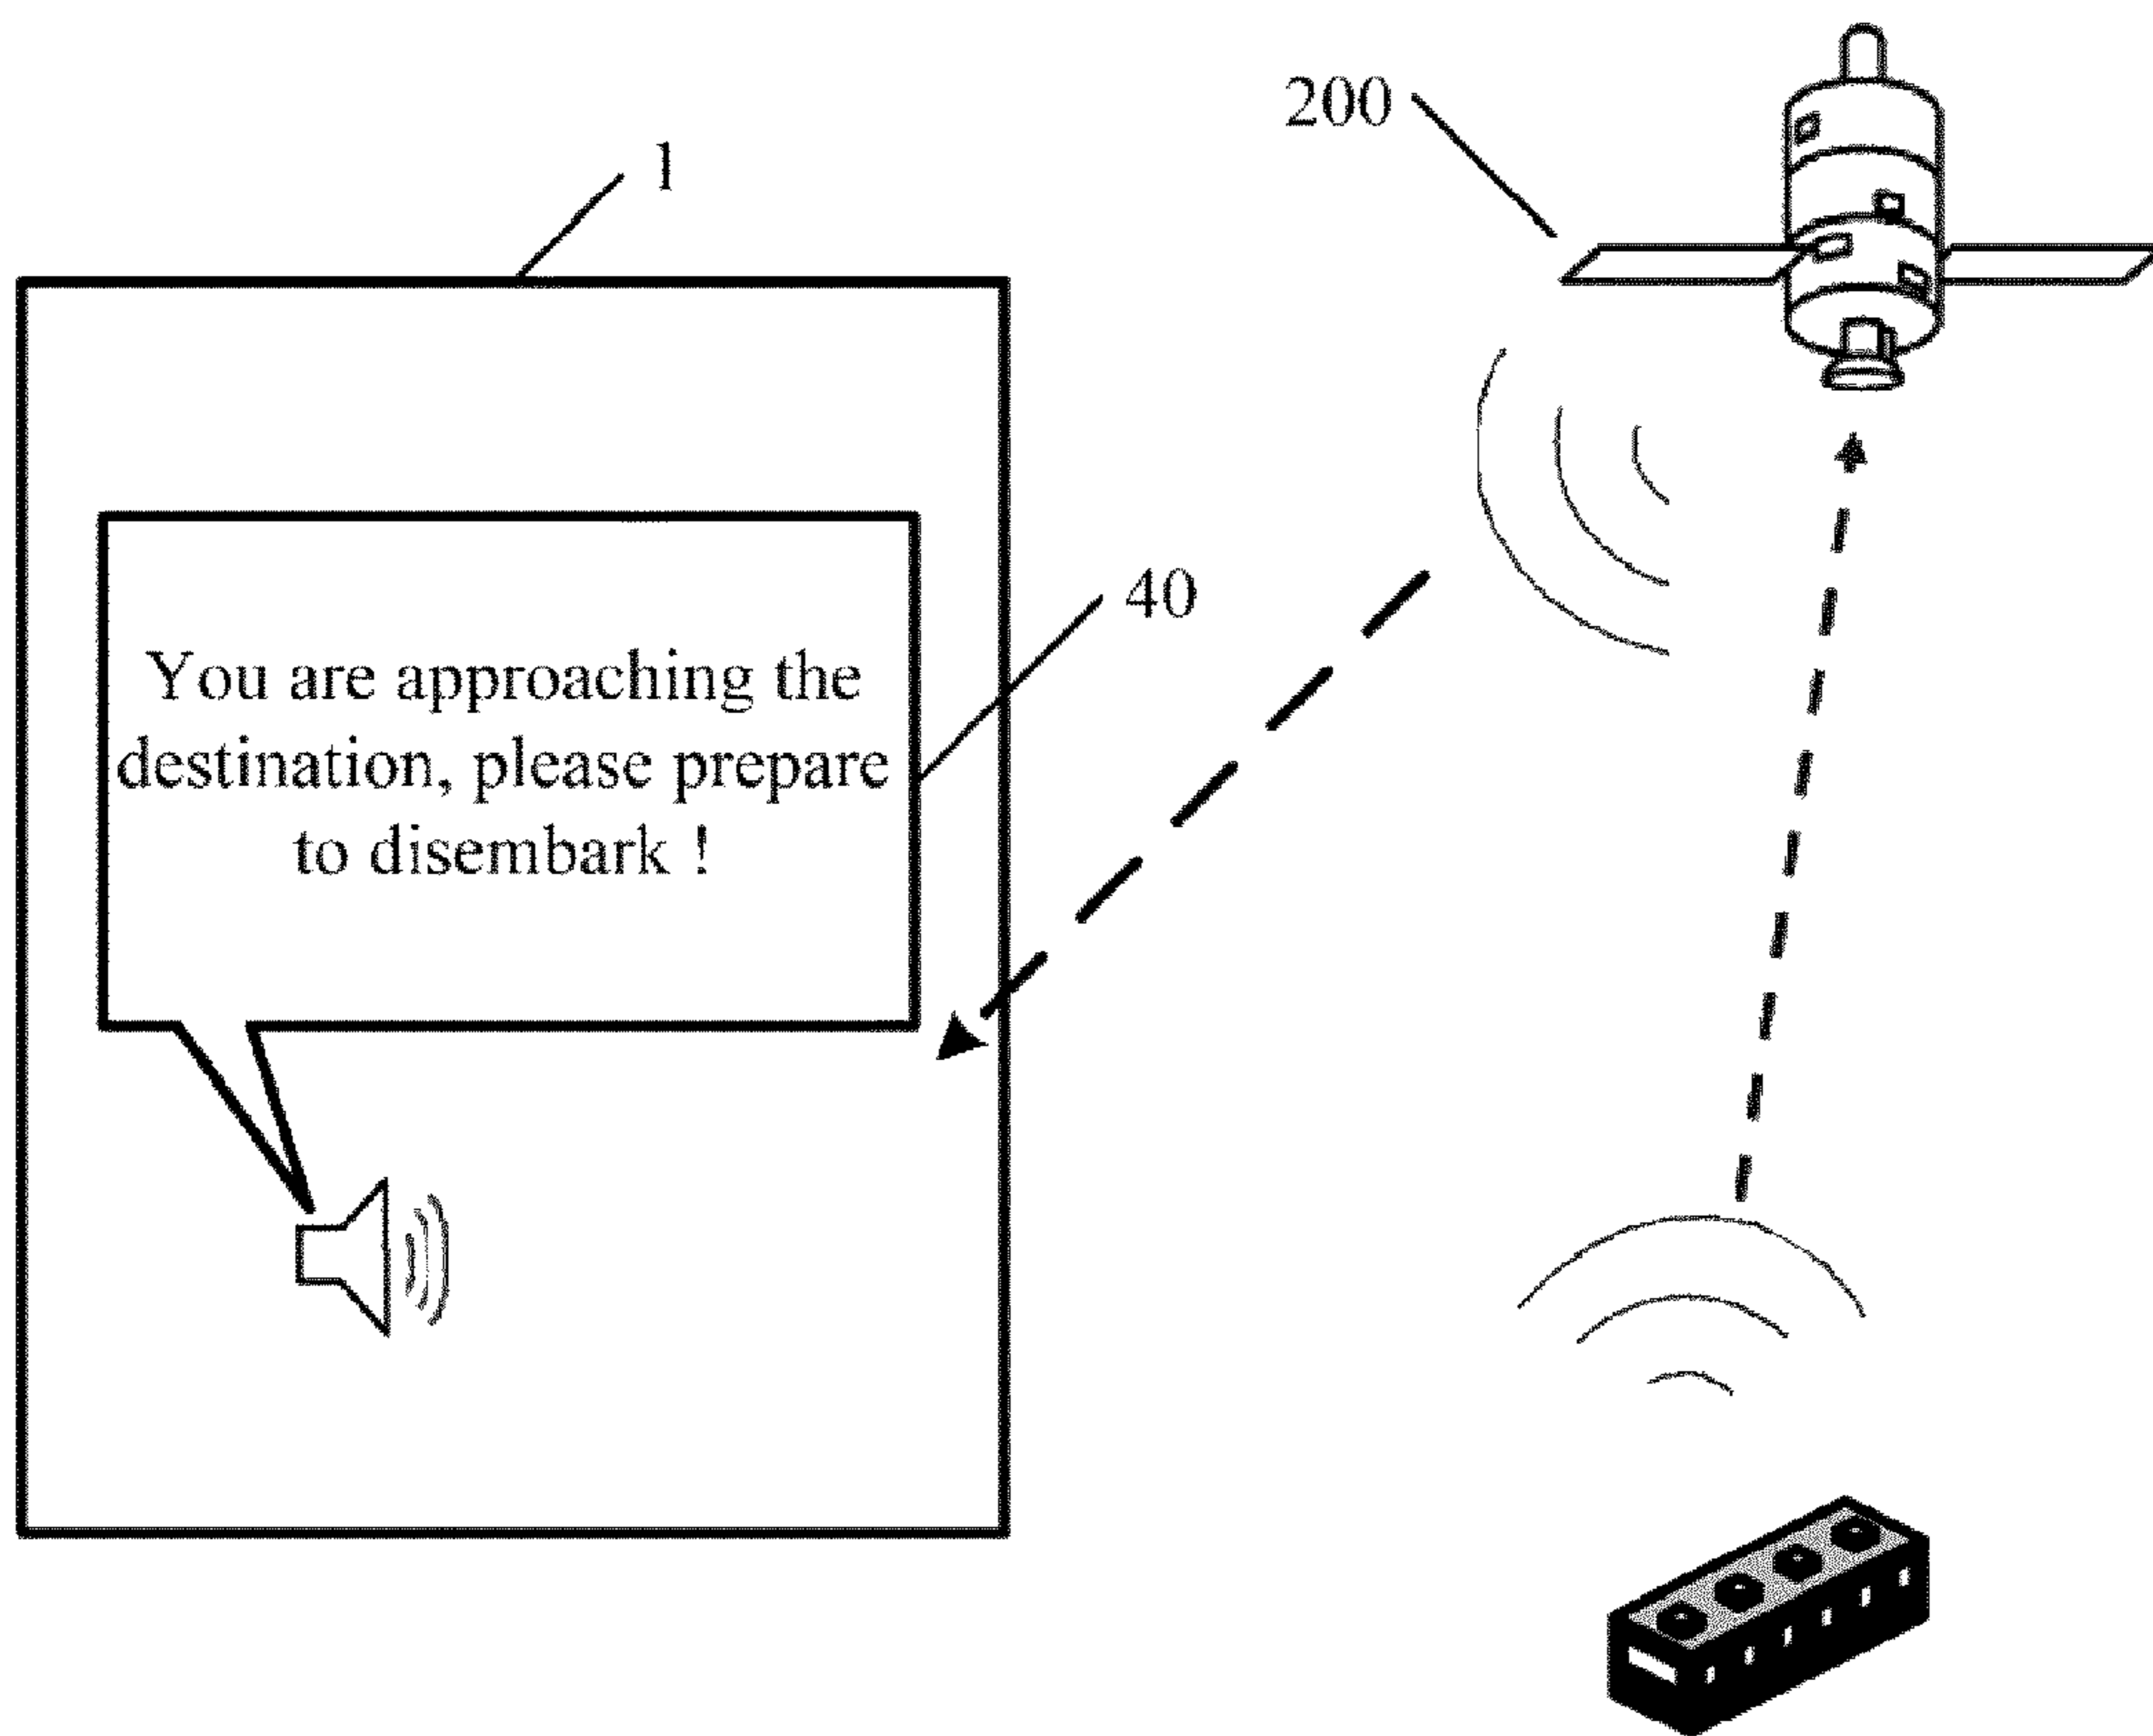 200
1
40
You are approaching the
destination, please prepare
to disembark !